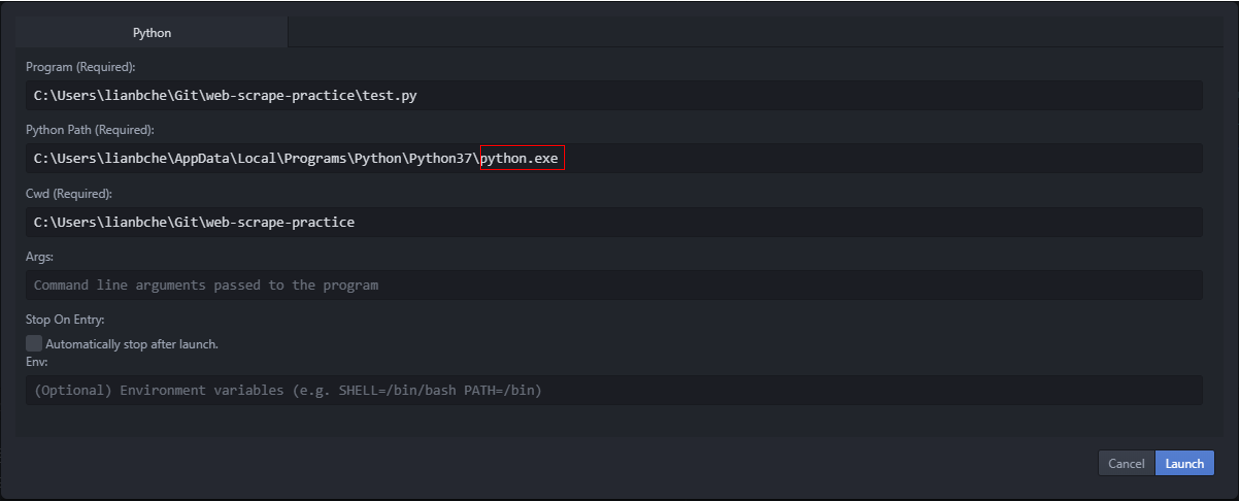 Python
Program (Required):
C:\Users\lianbche\Git\web-scrape-practice\test.py
Python Path (Required):
C:\Users\lianbche\AppData\Local\Programs\Python\Python37\python.exe
Cwd (Required):
C:\Users\lianbche\Git\web-scrape-practice
Args:
Command line arguments passed to the program
Stop On Entry:
Automatically stop after launch.
Env:
(Optional) Environment variables (e.g. SHELL=/bin/bash PATH=/bin)
Cancel Launch